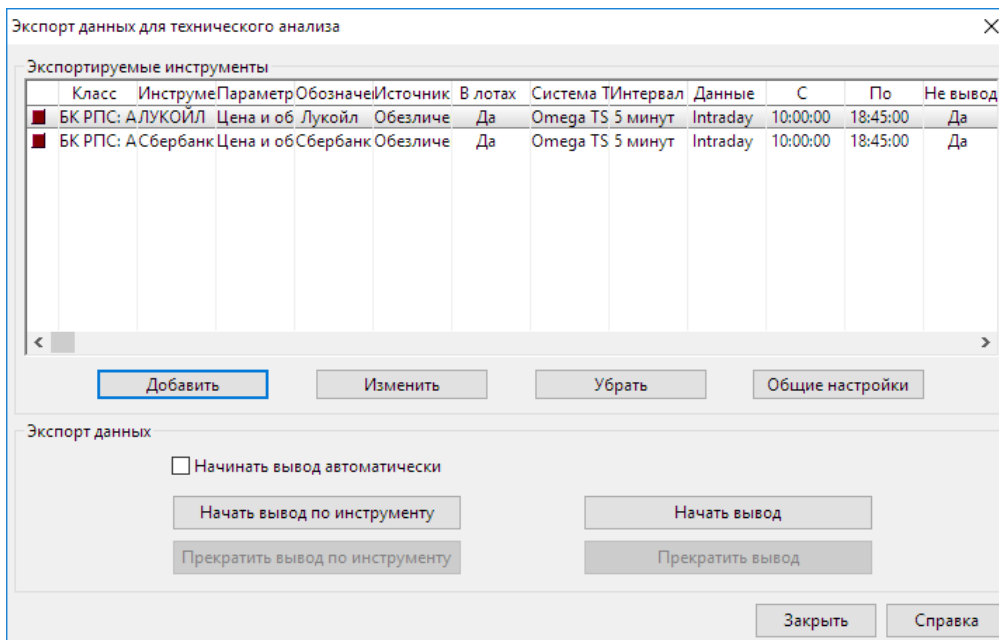 Экспорт данных для технического анализа
Экспортируемые инструменты
Класс Инструме Параметр Обозначе Источник В лотах Система Т Интервал Данные С По Не вывод
БК РПС: А ЛУКОЙЛ Цена и об Лукойл Обезличе Да Omega TS 5 минут Intraday 10:00:00 18:45:00 Да
БК РПС: А Сбербанк Цена и об Сбербанк Обезличе Да Omega TS 5 минут Intraday 10:00:00 18:45:00 Да
Добавить Изменить Убрать Общие настройки
Экспорт данных
Начинать вывод автоматически
Начать вывод по инструменту Начать вывод
Прекратить вывод по инструменту Прекратить вывод
Закрыть Справка